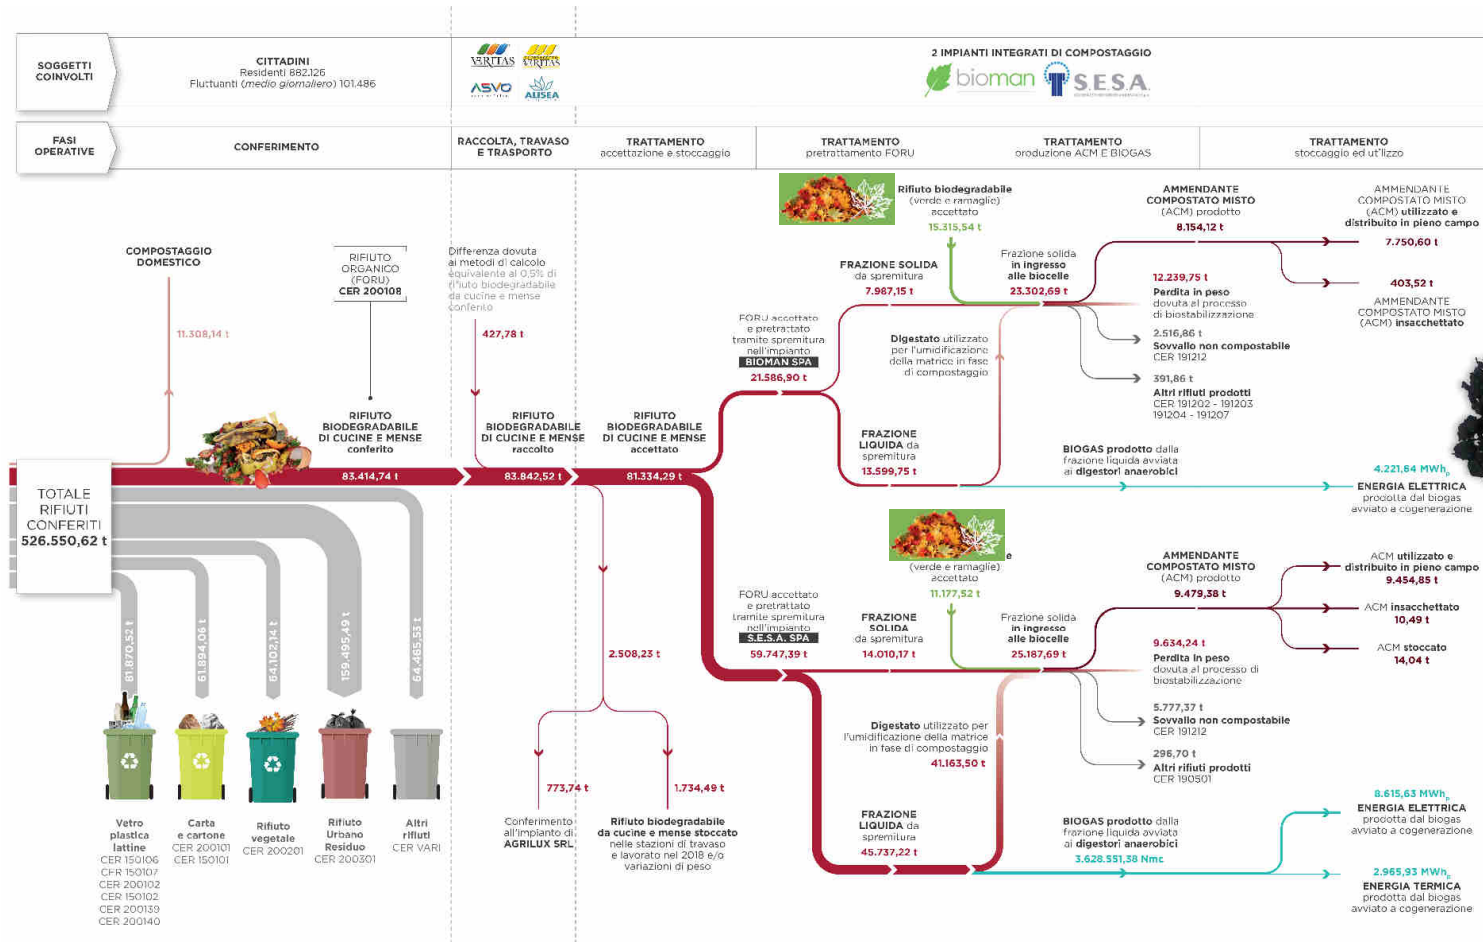 SOGGETTI
COINVOLTI
CITTADINI
Residenti 882.126
Fluttuanti (medio giornaliero) 101.486
VERITAS
VERITAS
ASVO
ALISEA
2 IMPIANTI INTEGRATI DI COMPOSTAGGIO
bioman
S.E.S.A.
FASI
OPERATIVE
CONFERIMENTO
RACCOLTA, TRAVASO
E TRASPORTO
TRATTAMENTO
accettazione e stoccaggio
TRATTAMENTO
pretrattamento FORU
TRATTAMENTO
produzione ACM E BIOGAS
TRATTAMENTO
stoccaggio ed utilizzo
COMPOSTAGGIO
DOMESTICO
11.308,14 t
RIFIUTO
ORGANICO
(FORU)
CER 200108
Differenza dovuta
ai metodi di calcolo
equivalente al 0,5% di
rifiuto biodegradabile
da cucine e mense
conferito
427,78 t
RIFIUTO
BIODEGRADABILE
DI CUCINE E MENSE
conferito
83.414,74 t
RIFIUTO
BIODEGRADABILE
DI CUCINE E MENSE
raccolto
83.842,52 t
RIFIUTO
BIODEGRADABILE
DI CUCINE E MENSE
accettato
81.334,29 t
TOTALE
RIFIUTI
CONFERITI
526.550,62 t
81.870,52 t
61.894,06 t
64.102,14 t
159.495,49 t
64.465,53 t
Vetro
plastica
lattine
CER 150106
CER 150107
CER 200102
CER 150102
CER 200139
CER 200140
Carta
e cartone
CER 200101
CER 150101
Rifiuto
vegetale
CER 200201
Rifiuto
Urbano
Residuo
CER 200301
Altri
rifiuti
CER VARI
2.508,23 t
773,74 t
Conferimento
all'impianto di
AGRILUX SRL
1.734,49 t
Rifiuto biodegradabile
da cucine e mense stoccato
nelle stazioni di travaso
e lavorato nel 2018 e/o
variazioni di peso
FORU accettato
e pretrattato
tramite spremitura
nell'impianto
BIOMAN SPA
21.586,90 t
Rifiuto biodegradabile
(verde e ramaglie)
accettato
15.315,54 t
FRAZIONE SOLIDA
da spremitura
7.987,15 t
Frazione solida
in ingresso
alle biocelle
23.302,69 t
Digestato utilizzato
per l'umidificazione
della matrice in fase
di compostaggio
FRAZIONE
LIQUIDA da
spremitura
13.599,75 t
AMMENDANTE
COMPOSTATO MISTO
(ACM) prodotto
8.154,12 t
12.239,75 t
Perdita in peso
dovuta al processo
di biostabilizzazione
2.516,86 t
Sovvallo non compostabile
CER 191212
391,86 t
Altri rifiuti prodotti
CER 191202 - 191203
191204 - 191207
AMMENDANTE
COMPOSTATO MISTO
(ACM) utilizzato e
distribuito in pieno campo
7.750,60 t
403,52 t
AMMENDANTE
COMPOSTATO MISTO
(ACM) insacchettato
BIOGAS prodotto dalla
frazione liquida avviata
ai digestori anaerobici
4.221,84 MWhp
ENERGIA ELETTRICA
prodotta dal biogas
avviato a cogenerazione
FORU accettato
e pretrattato
tramite spremitura
nell'impianto
S.E.S.A. SPA
59.747,39 t
e
(verde e ramaglie)
accettato
11.177,52 t
FRAZIONE
SOLIDA
da spremitura
14.010,17 t
Frazione solida
in ingresso
alle biocelle
25.187,69 t
Digestato utilizzato per
l'umidificazione della matrice
in fase di compostaggio
41.163,50 t
FRAZIONE
LIQUIDA da
spremitura
45.737,22 t
AMMENDANTE
COMPOSTATO MISTO
(ACM) prodotto
9.479,38 t
9.634,24 t
Perdita in peso
dovuta al processo di
biostabilizzazione
5.777,37 t
Sovvallo non compostabile
CER 191212
296,70 t
Altri rifiuti prodotti
CER 190501
ACM utilizzato e
distribuito in pieno campo
9.454,85 t
ACM insacchettato
10,49 t
ACM stoccato
14,04 t
BIOGAS prodotto dalla
frazione liquida avviata
ai digestori anaerobici
3.628.551,38 Nmc
8.615,63 MWhp
ENERGIA ELETTRICA
prodotta dal biogas
avviato a cogenerazione
2.965,93 MWhp
ENERGIA TERMICA
prodotta dal biogas
avviato a cogenerazione